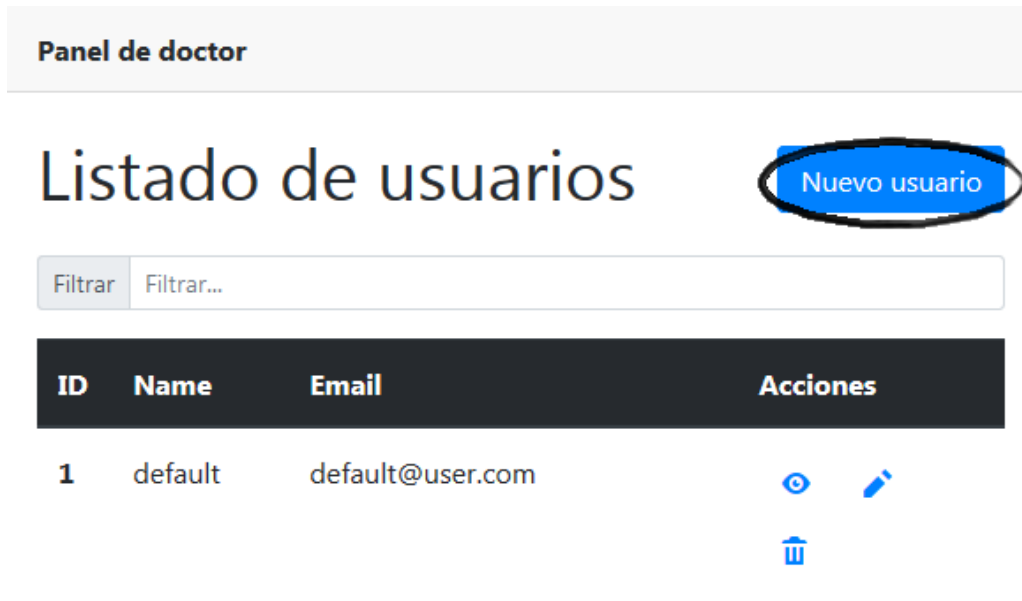 Panel de doctor
Listado de usuarios
Nuevo usuario
Filtrar Filtrar...
ID Name Email Acciones
1 default default@user.com